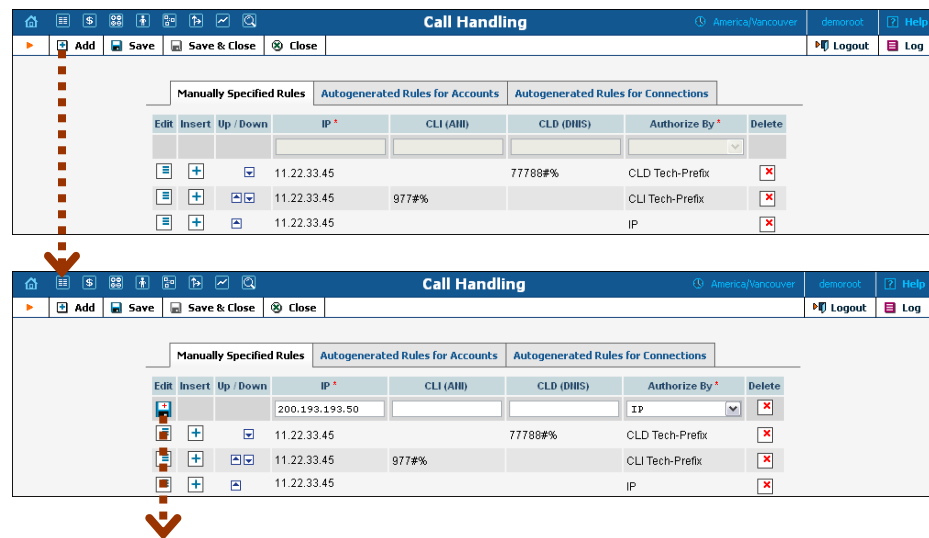 Call Handling America/Vancouver demoroot Help
Add Save Save & Close Close Logout Log
Manually Specified Rules Autogenerated Rules for Accounts Autogenerated Rules for Connections
Edit Insert Up / Down IP * CLI (ANI) CLD (DNIS) Authorize By * Delete
11.22.33.45 77788#% CLD Tech-Prefix
11.22.33.45 977#% CLI Tech-Prefix
11.22.33.45 IP
Call Handling America/Vancouver demoroot Help
Add Save Save & Close Close Logout Log
Manually Specified Rules Autogenerated Rules for Accounts Autogenerated Rules for Connections
Edit Insert Up / Down IP * CLI (ANI) CLD (DNIS) Authorize By * Delete
200.193.193.50 IP
11.22.33.45 77788#% CLD Tech-Prefix
11.22.33.45 977#% CLI Tech-Prefix
11.22.33.45 IP